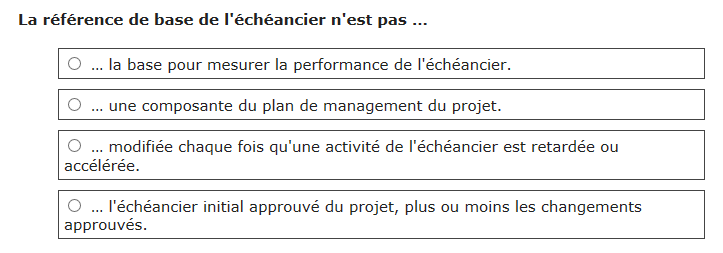 La référence de base de l'échéancier n'est pas ...
... la base pour mesurer la performance de l'échéancier.
... une composante du plan de management du projet.
... modifiée chaque fois qu'une activité de l'échéancier est retardée ou
accélérée.
... l'échéancier initial approuvé du projet, plus ou moins les changements
approuvés.